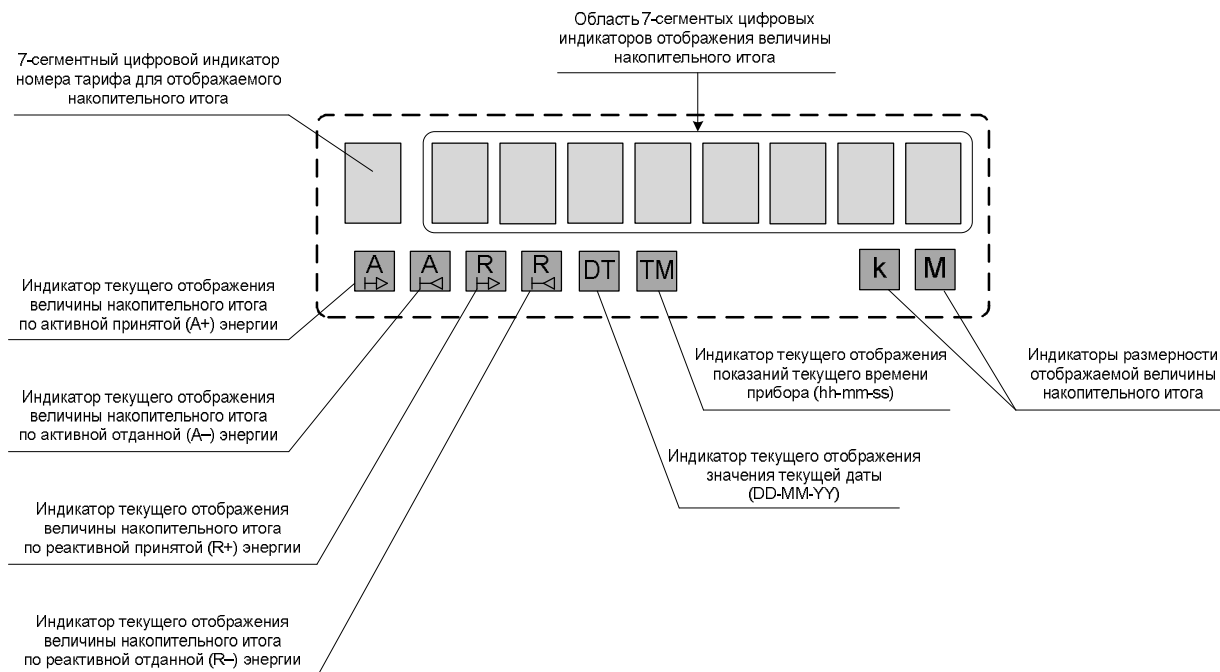 Область 7-сегментых цифровых
индикаторов отображения величины
накопительного итога
7-сегментный цифровой индикатор
номера тарифа для отображаемого
накопительного итога
A
A
R
R
DT
TM
k
M
Индикатор текущего отображения
величины накопительного итога
по активной принятой (A+) энергии
Индикатор текущего отображения
величины накопительного итога
по активной отданной (A–) энергии
Индикатор текущего отображения
величины накопительного итога
по реактивной принятой (R+) энергии
Индикатор текущего отображения
величины накопительного итога
по реактивной отданной (R–) энергии
Индикатор текущего отображения
показаний текущего времени
прибора (hh-mm-ss)
Индикатор текущего отображения
значения текущей даты
(DD-MM-YY)
Индикаторы размерности
отображаемой величины
накопительного итога